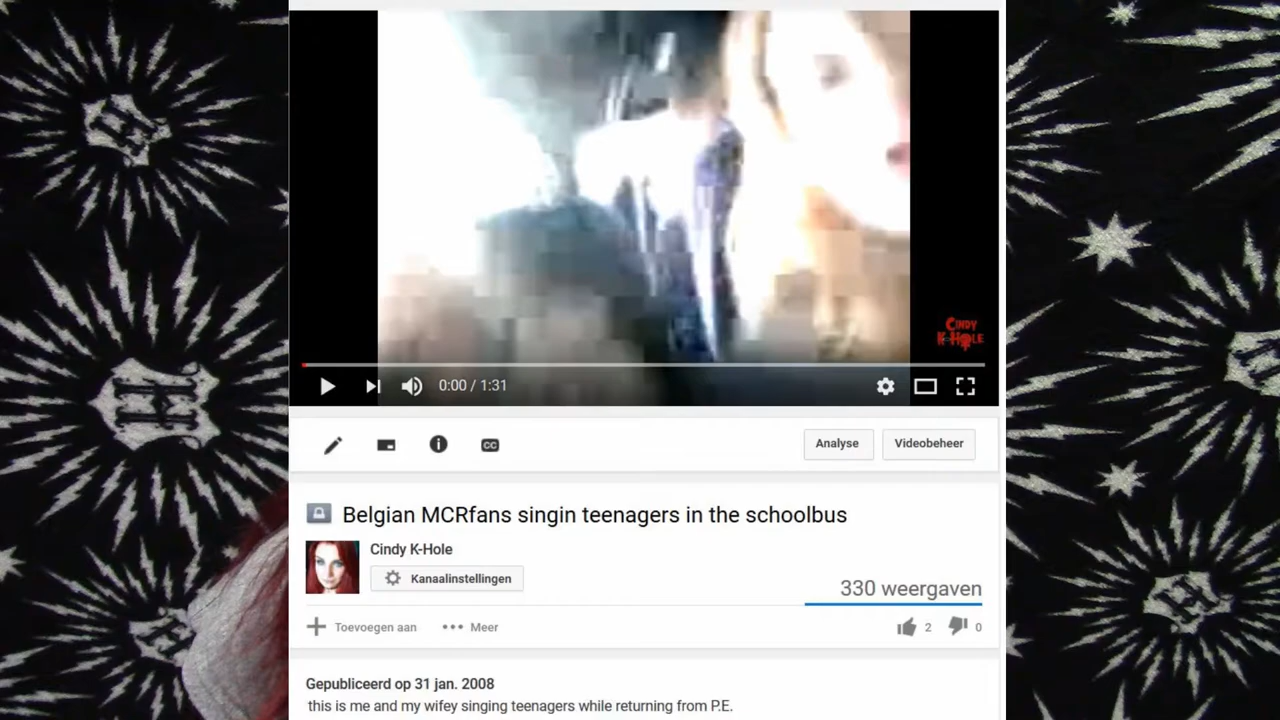 CINDY
K-HOLE
0:00 / 1:31
CC
Analyse
Videobeheer
Belgian MCRfans singin teenagers in the schoolbus
Cindy K-Hole
Kanaalinstellingen
330 weergaven
Toevoegen aan
Meer
2
0
Gepubliceerd op 31 jan. 2008
this is me and my wifey singing teenagers while returning from P.E.